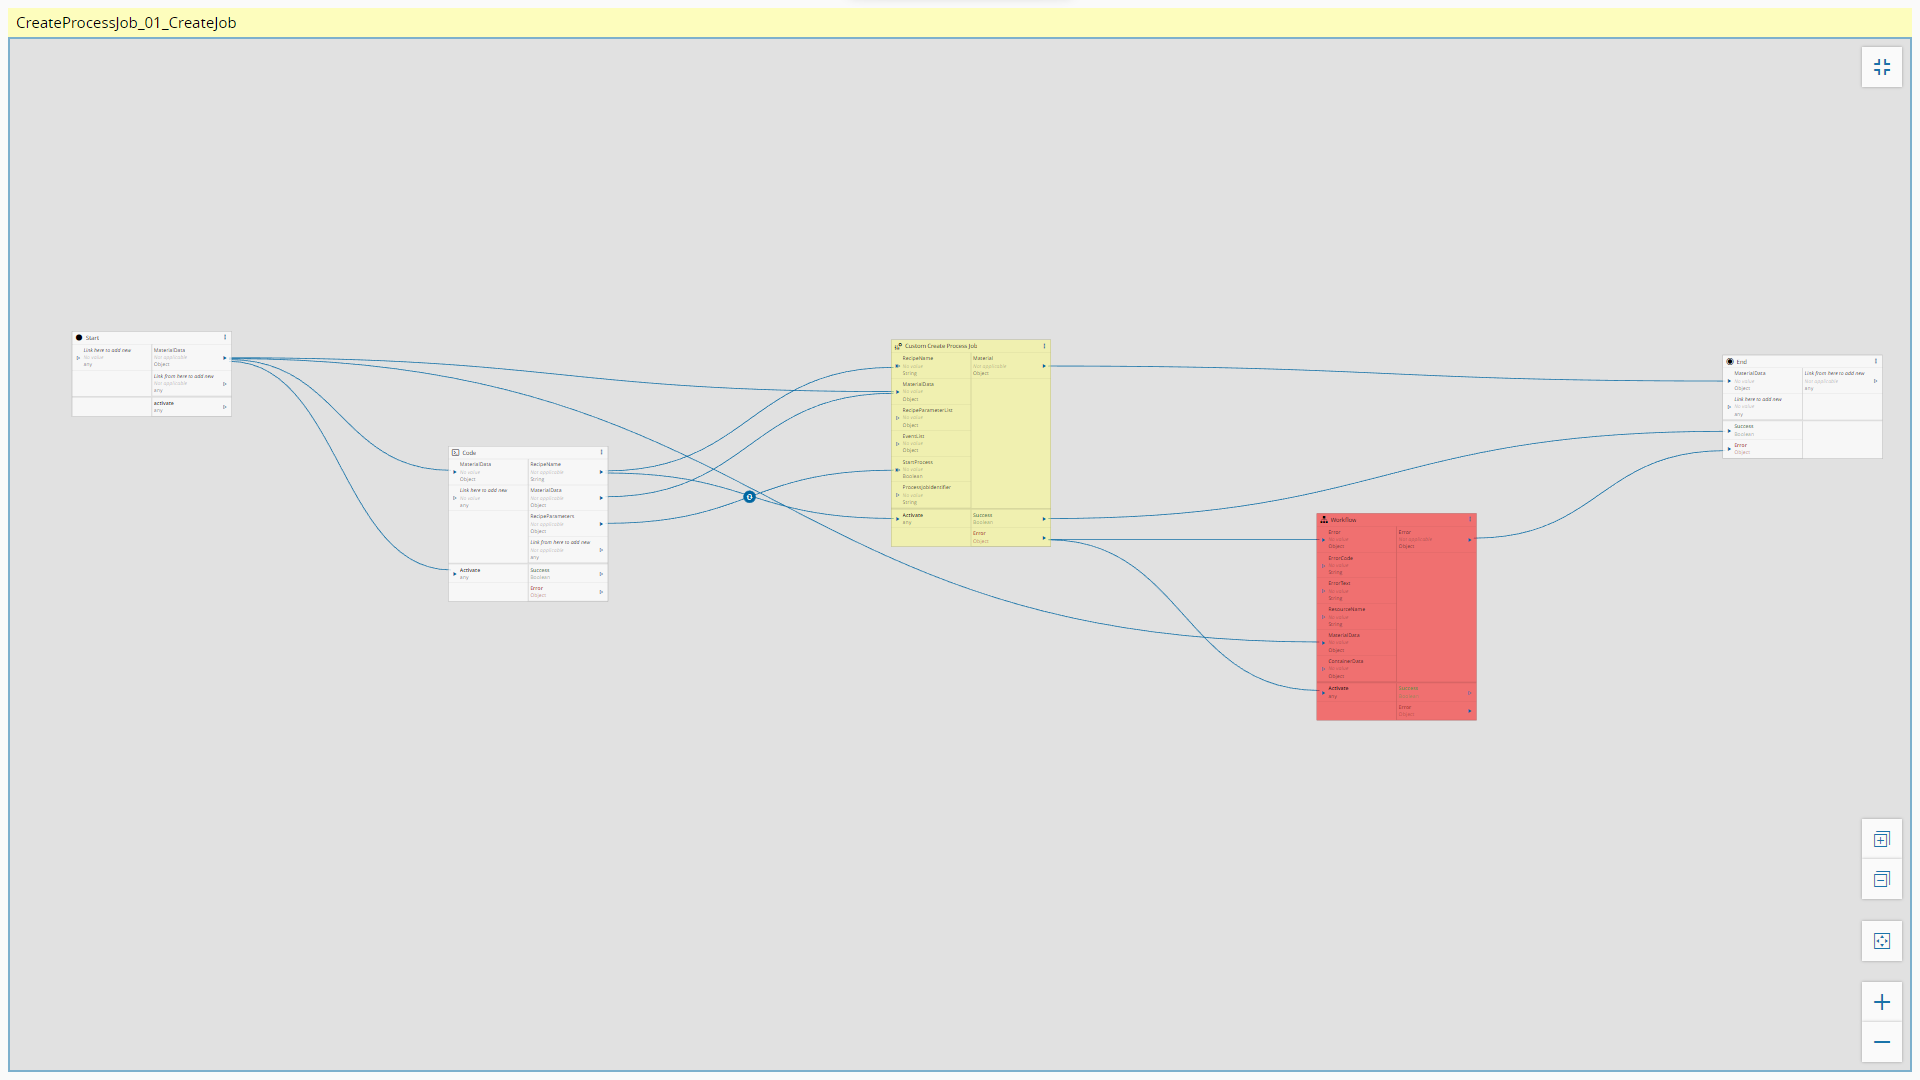 CreateProcessJob_01_CreateJob
Start
Link here to add new
No value
any
MaterialData
Not applicable
Object
Link from here to add new
Not applicable
any
activate
any
Code
MaterialData
No value
Object
Link here to add new
No value
any
RecipeName
Not applicable
String
MaterialData
Not applicable
Object
RecipeParameters
Not applicable
Object
Link from here to add new
Not applicable
any
Activate
any
Success
Boolean
Error
Object
Custom Create Process Job
RecipeName
No value
String
MaterialData
No value
Object
RecipeParameterList
No value
Object
EventList
No value
Object
StartProcess
No value
Boolean
ProcessJobIdentifier
No value
String
Material
Not applicable
Object
Activate
any
Success
Boolean
Error
Object
Workflow
Error
No value
Object
ErrorCode
No value
String
ErrorText
No value
String
ResourceName
No value
String
MaterialData
No value
Object
ContainerData
No value
Object
Error
Not applicable
Object
Activate
any
Success
Boolean
Error
Object
End
MaterialData
No value
Object
Link here to add new
No value
any
Link from here to add new
Not applicable
any
Success
Boolean
Error
Object